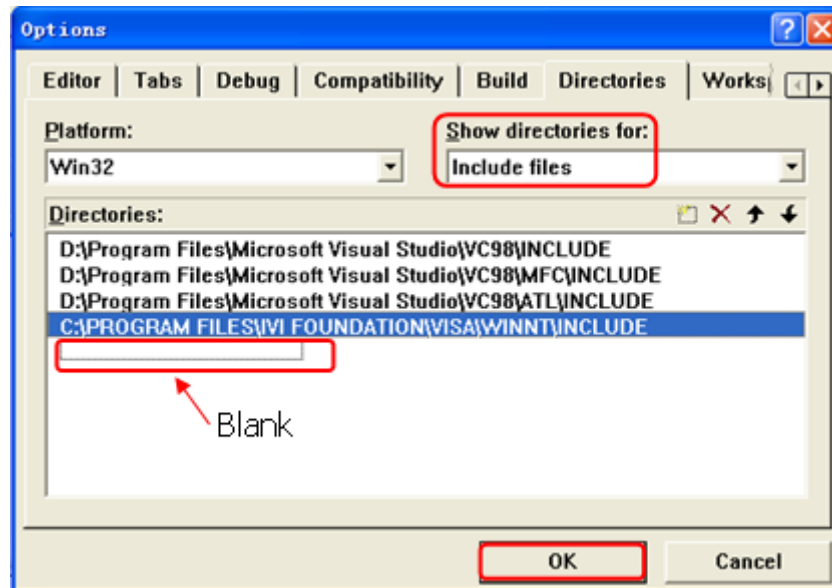 Options
Editor Tabs Debug Compatibility Build Directories Works
Platform: Show directories for:
Win32 Include files
Directories:
D:\Program Files\Microsoft Visual Studio\VC98\INCLUDE
D:\Program Files\Microsoft Visual Studio\VC98\MFC\INCLUDE
D:\Program Files\Microsoft Visual Studio\VC98\ATL\INCLUDE
C:\PROGRAM FILES\IVI FOUNDATION\VISA\WINNT\INCLUDE
Blank
OK Cancel